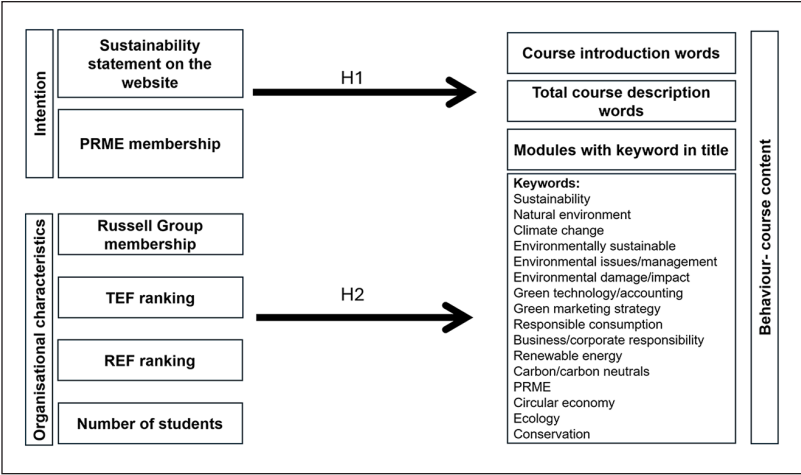 Intention
Sustainability
statement on the
website
PRME membership
H1
Organisational characteristics
Russell Group
membership
TEF ranking
REF ranking
Number of students
H2
Course introduction words
Total course description
words
Modules with keyword in title
Keywords:
Sustainability
Natural environment
Climate change
Environmentally sustainable
Environmental issues/management
Environmental damage/impact
Green technology/accounting
Green marketing strategy
Responsible consumption
Business/corporate responsibility
Renewable energy
Carbon/carbon neutrals
PRME
Circular economy
Ecology
Conservation
Behaviour- course content